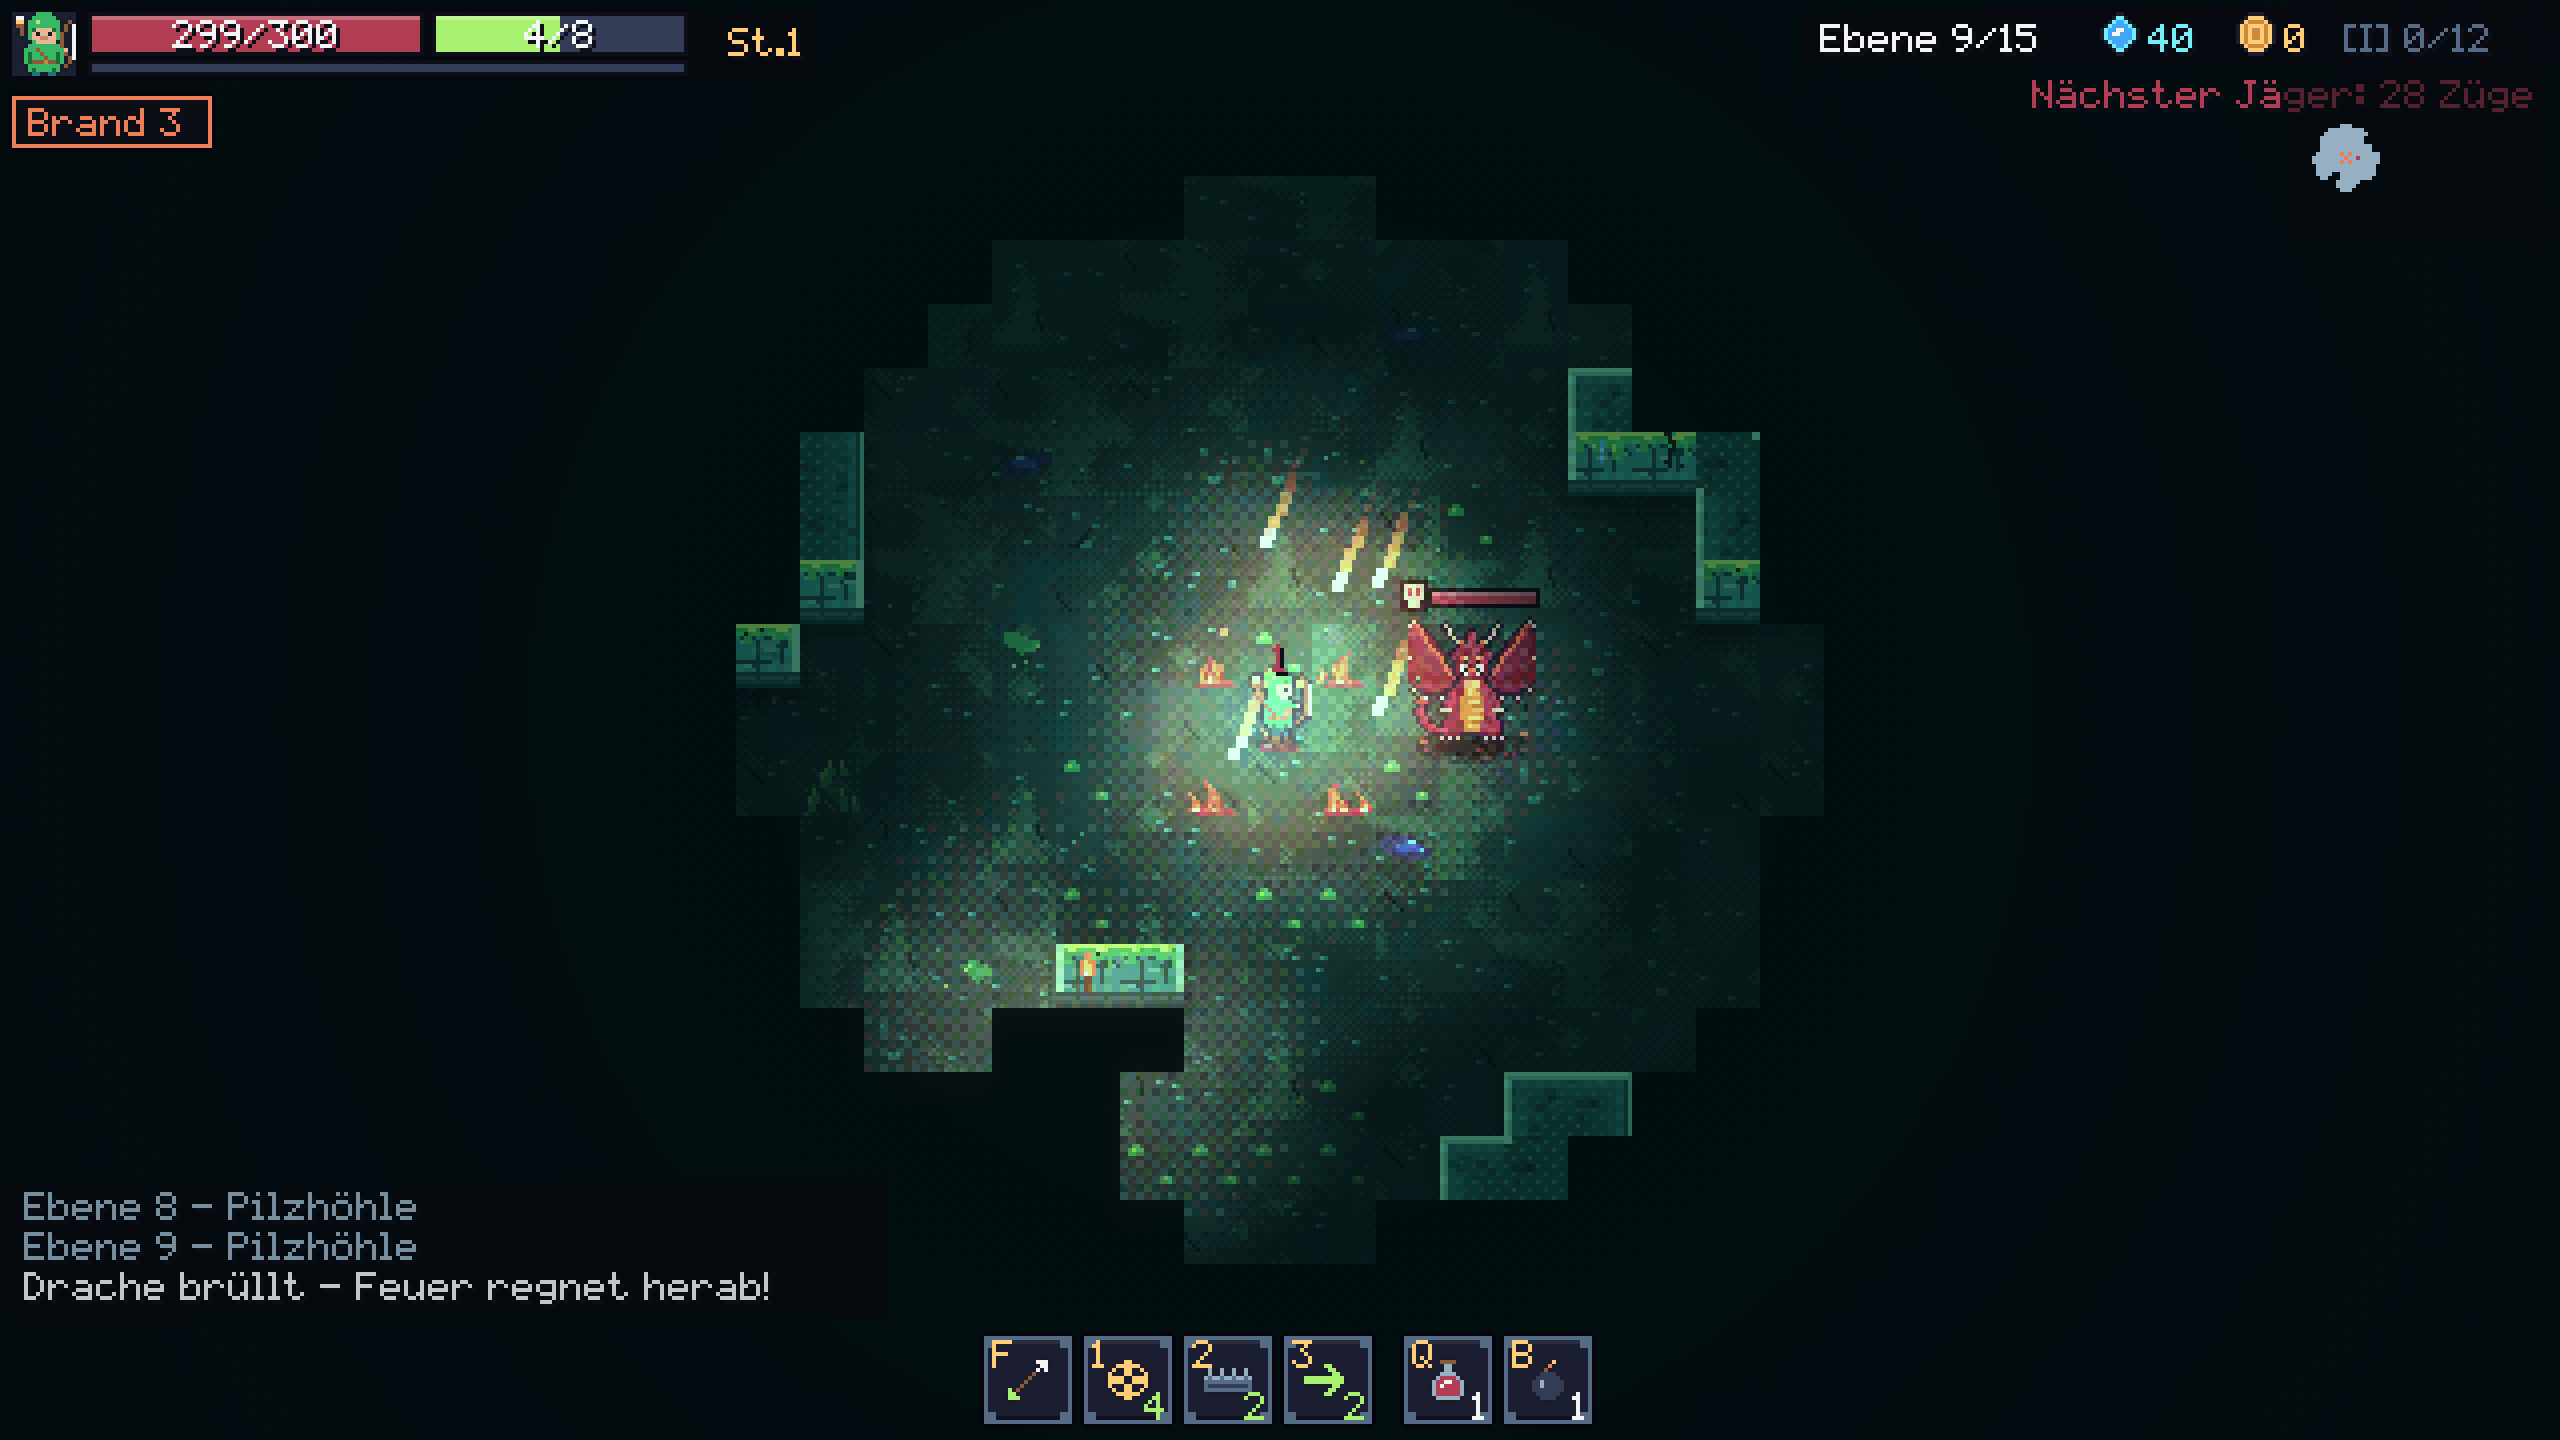 299/300
4/8
St.1
Ebene 9/15
40
0
[I] 0/12
Nächster Jäger: 28 Züge
Brand 3
1
Ebene 8 - Pilzhöhle
Ebene 9 - Pilzhöhle
Drache brüllt - Feuer regnet herab!
F
1
4
2
2
3
2
Q
1
B
1